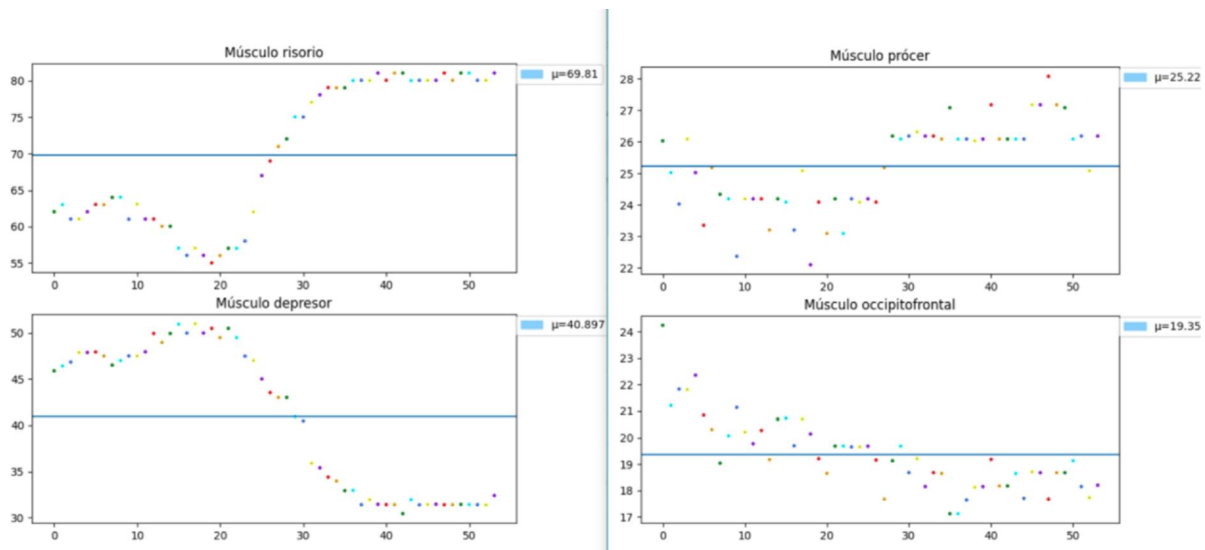 Músculo risorio
80
75
70
65
60
55
0 10 20 30 40 50
μ=69.81
Músculo depresor
50
45
40
35
30
0 10 20 30 40 50
μ=40.897
Músculo prócer
28
27
26
25
24
23
22
0 10 20 30 40 50
μ=25.22
Músculo occipitofrontal
24
23
22
21
20
19
18
17
0 10 20 30 40 50
μ=19.35